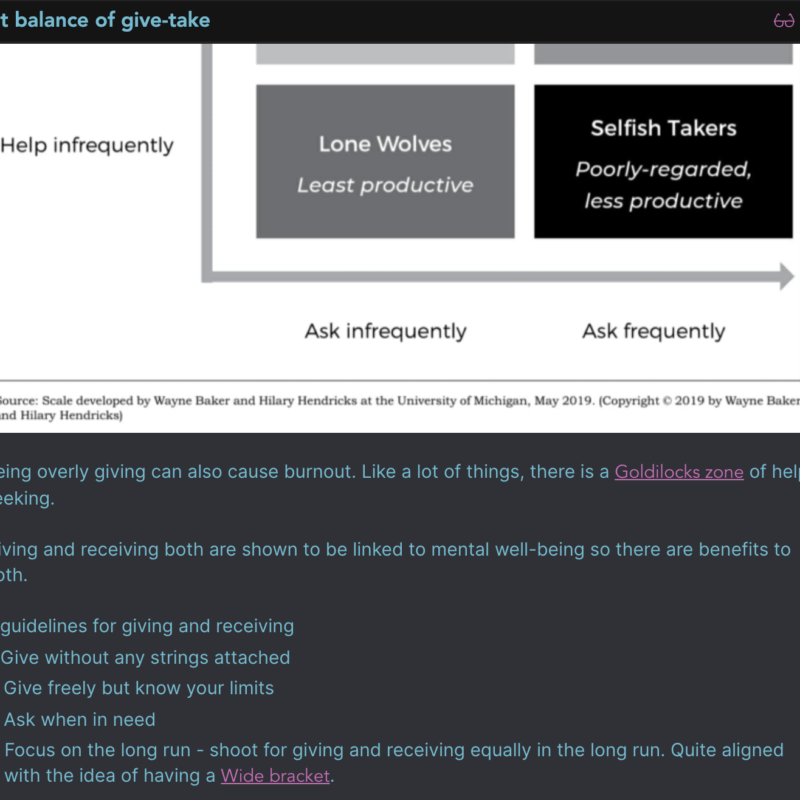 t balance of give-take
Help infrequently
Lone Wolves
Least productive
Selfish Takers
Poorly-regarded,
less productive
Ask infrequently
Ask frequently
Source: Scale developed by Wayne Baker and Hilary Hendricks at the University of Michigan, May 2019. (Copyright © 2019 by Wayne Baker
and Hilary Hendricks)
eing overly giving can also cause burnout. Like a lot of things, there is a Goldilocks zone of help
eeking.
iving and receiving both are shown to be linked to mental well-being so there are benefits to
oth.
guidelines for giving and receiving
Give without any strings attached
Give freely but know your limits
Ask when in need
Focus on the long run - shoot for giving and receiving equally in the long run. Quite aligned
with the idea of having a Wide bracket.